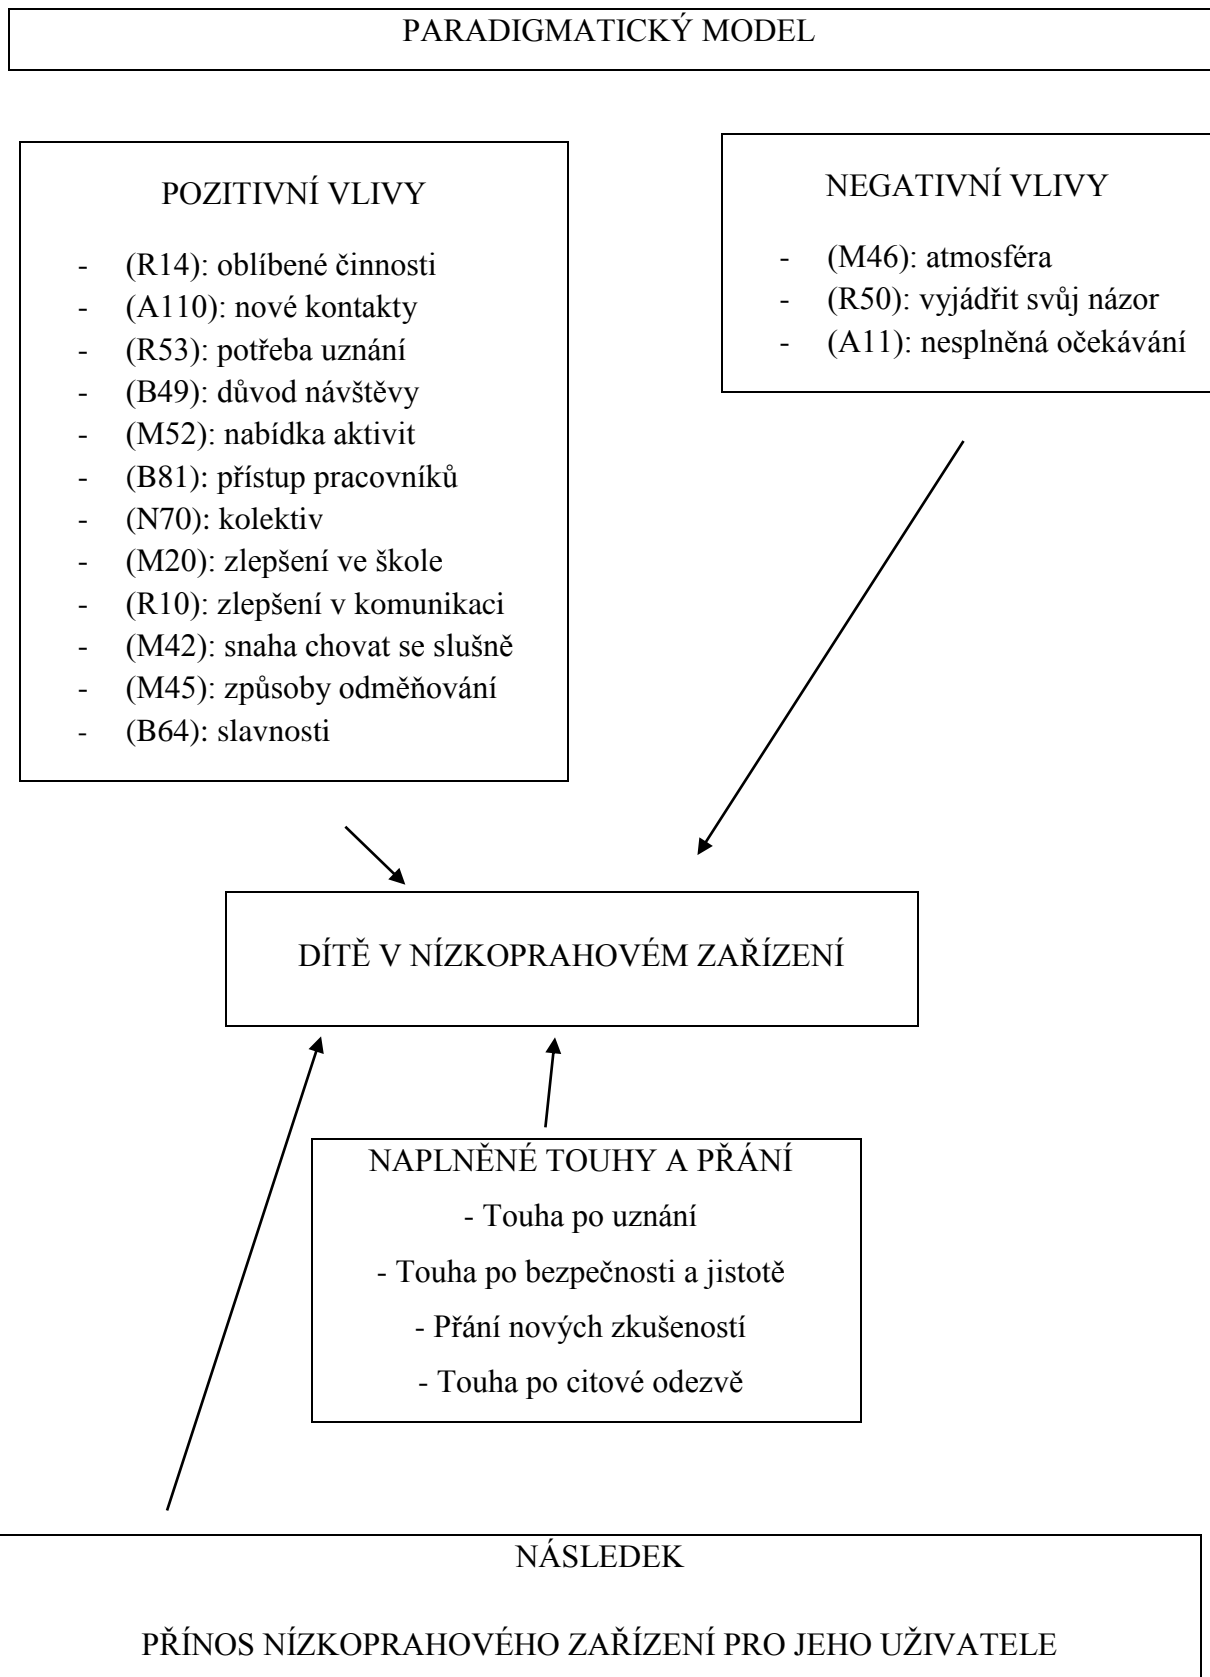 PARADIGMATICKÝ MODEL
POZITIVNÍ VLIVY
- (R14): oblíbené činnosti
- (A110): nové kontakty
- (R53): potřeba uznání
- (B49): důvod návštěvy
- (M52): nabídka aktivit
- (B81): přístup pracovníků
- (N70): kolektiv
- (M20): zlepšení ve škole
- (R10): zlepšení v komunikaci
- (M42): snaha chovat se slušně
- (M45): způsoby odměňování
- (B64): slavnosti
NEGATIVNÍ VLIVY
- (M46): atmosféra
- (R50): vyjádřit svůj názor
- (A11): nesplněná očekávání
DÍTĚ V NÍZKOPRAHOVÉM ZAŘÍZENÍ
NAPLNĚNÉ TOUHY A PŘÁNÍ
- Touha po uznání
- Touha po bezpečnosti a jistotě
- Přání nových zkušeností
- Touha po citové odezvě
NÁSLEDEK
PŘÍNOS NÍZKOPRAHOVÉHO ZAŘÍZENÍ PRO JEHO UŽIVATELE